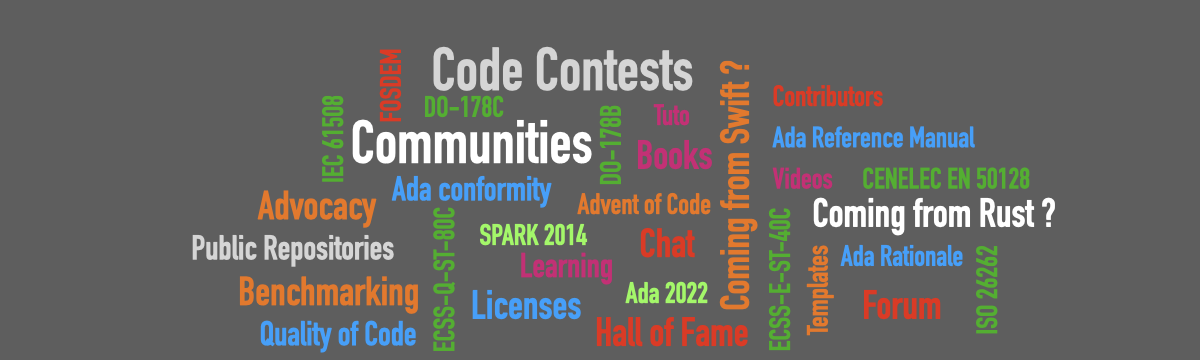 FOSDEM
Code Contests
IEC 61508
DO-178C
Communities
DO-178B
Tuto
Books
Coming from Swift ?
Contributors
Ada Reference Manual
Videos
CENELEC EN 50128
Ada conformity
Advocacy
Advent of Code
Coming from Rust ?
Public Repositories
ECSS-Q-ST-80C
SPARK 2014
Learning
Chat
ECSS-E-ST-40C
Templates
Ada Rationale
ISO 26262
Benchmarking
Licenses
Ada 2022
Forum
Quality of Code
Hall of Fame